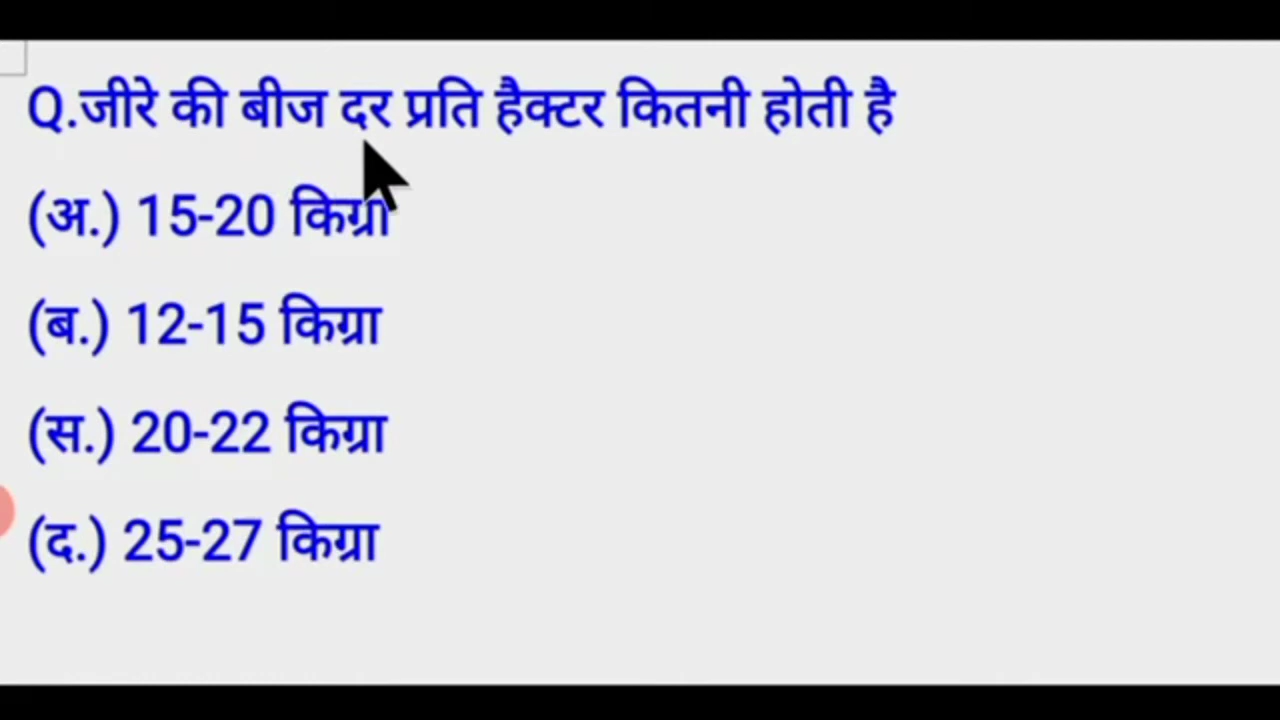 Q.जीरे की बीज दर प्रति हैक्टर कितनी होती है
(अ.) 15-20 किग्रा
(ब.) 12-15 किग्रा
(स.) 20-22 किग्रा
(द.) 25-27 किग्रा